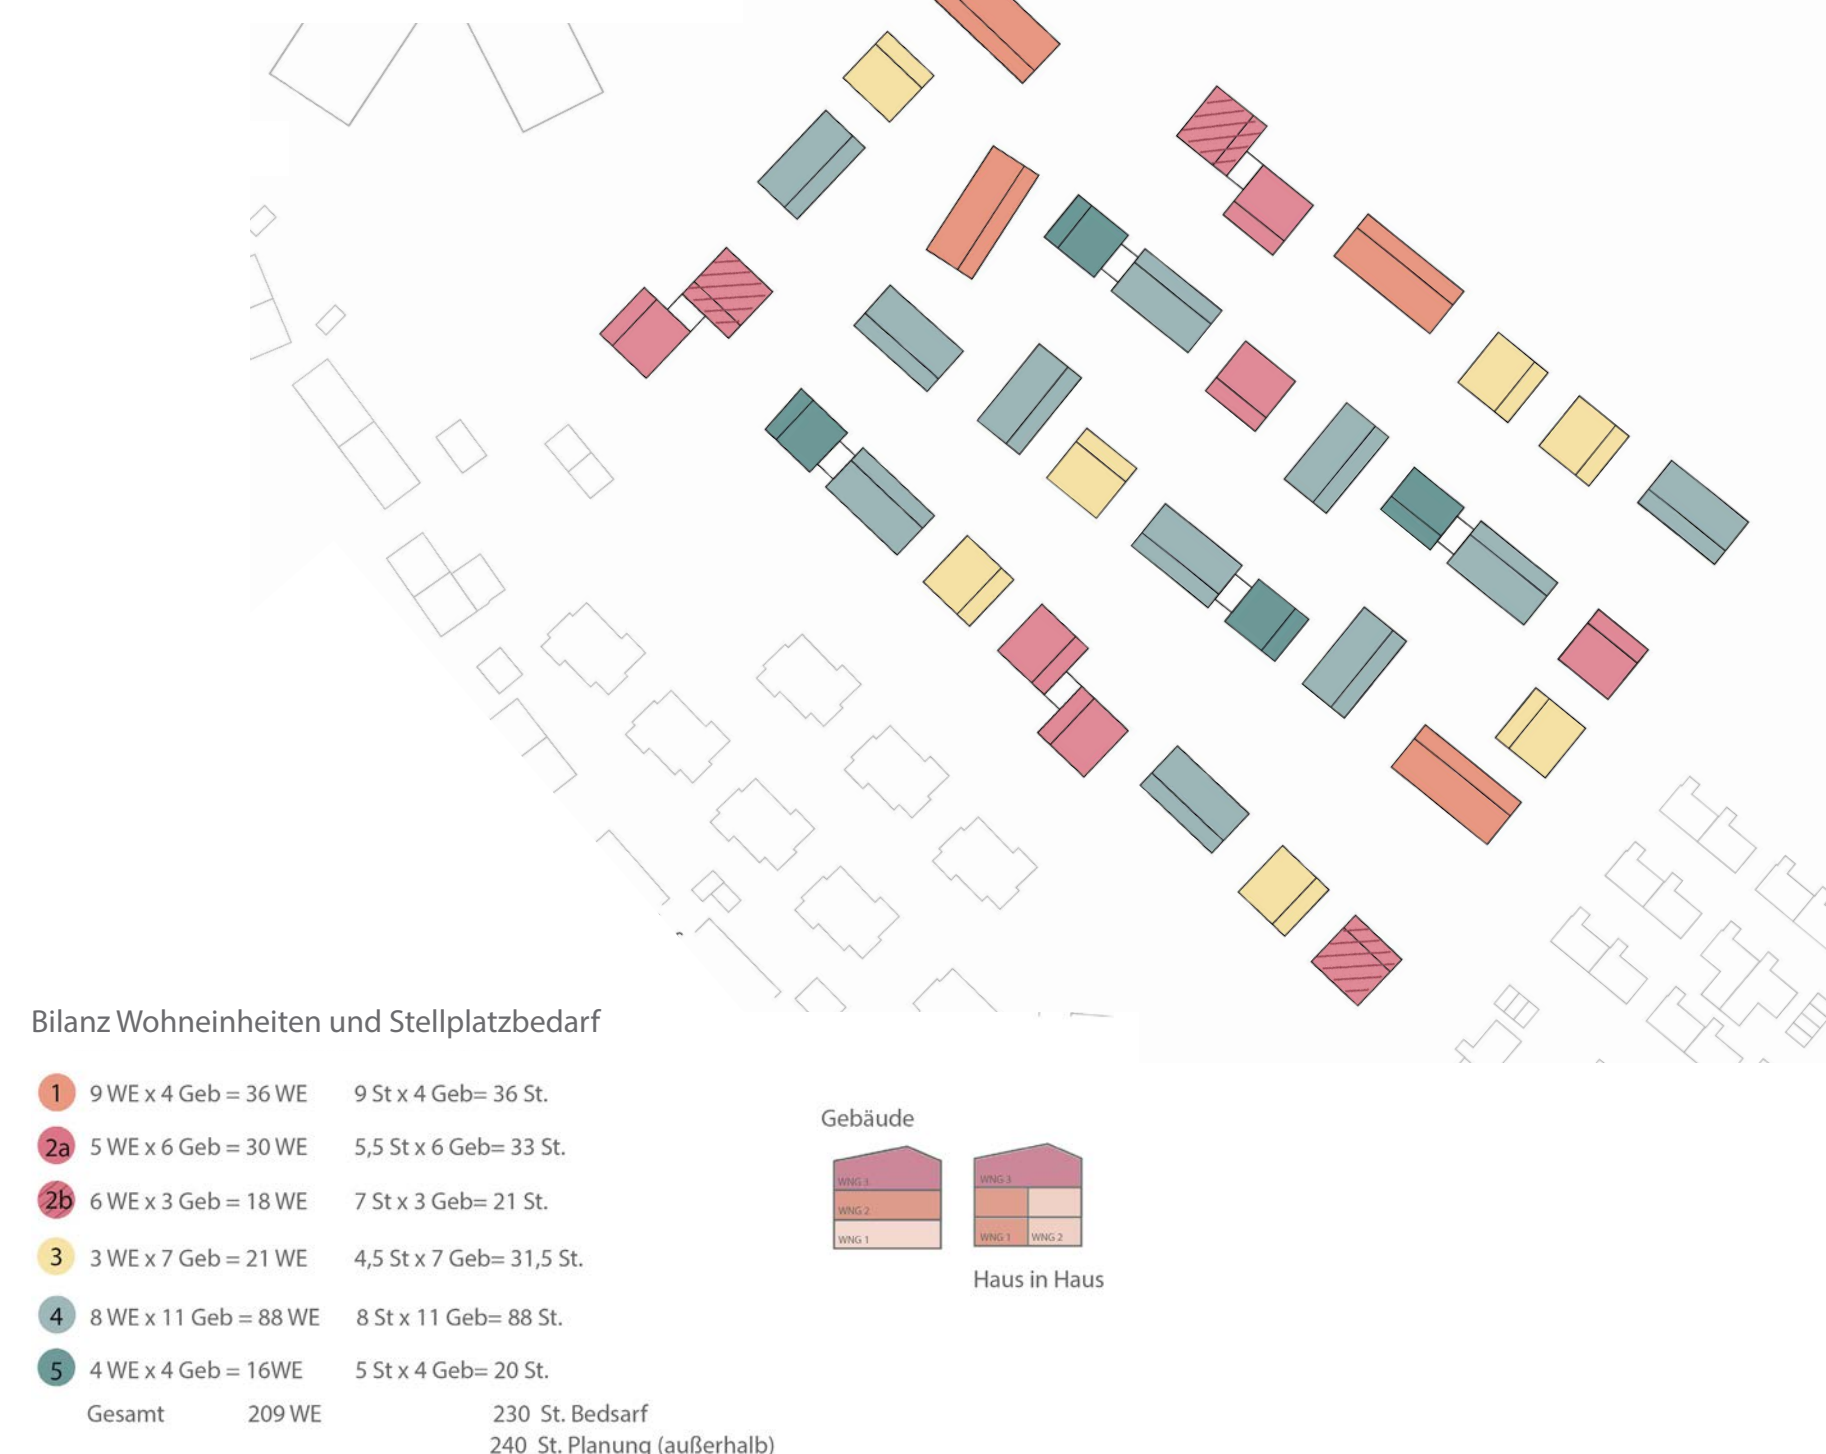 Bilanz Wohneinheiten und Stellplatzbedarf
1 9 WE x 4 Geb = 36 WE 9 St x 4 Geb= 36 St.
2a 5 WE x 6 Geb = 30 WE 5,5 St x 6 Geb= 33 St.
2b 6 WE x 3 Geb = 18 WE 7 St x 3 Geb= 21 St.
3 3 WE x 7 Geb = 21 WE 4,5 St x 7 Geb= 31,5 St.
4 8 WE x 11 Geb = 88 WE 8 St x 11 Geb= 88 St.
5 4 WE x 4 Geb = 16WE 5 St x 4 Geb= 20 St.
Gesamt 209 WE 230 St. Bedsarf
240 St. Planung (außerhalb)
Gebäude
WNG 3
WNG 2
WNG 1
WNG 3
WNG 1 WNG 2
Haus in Haus